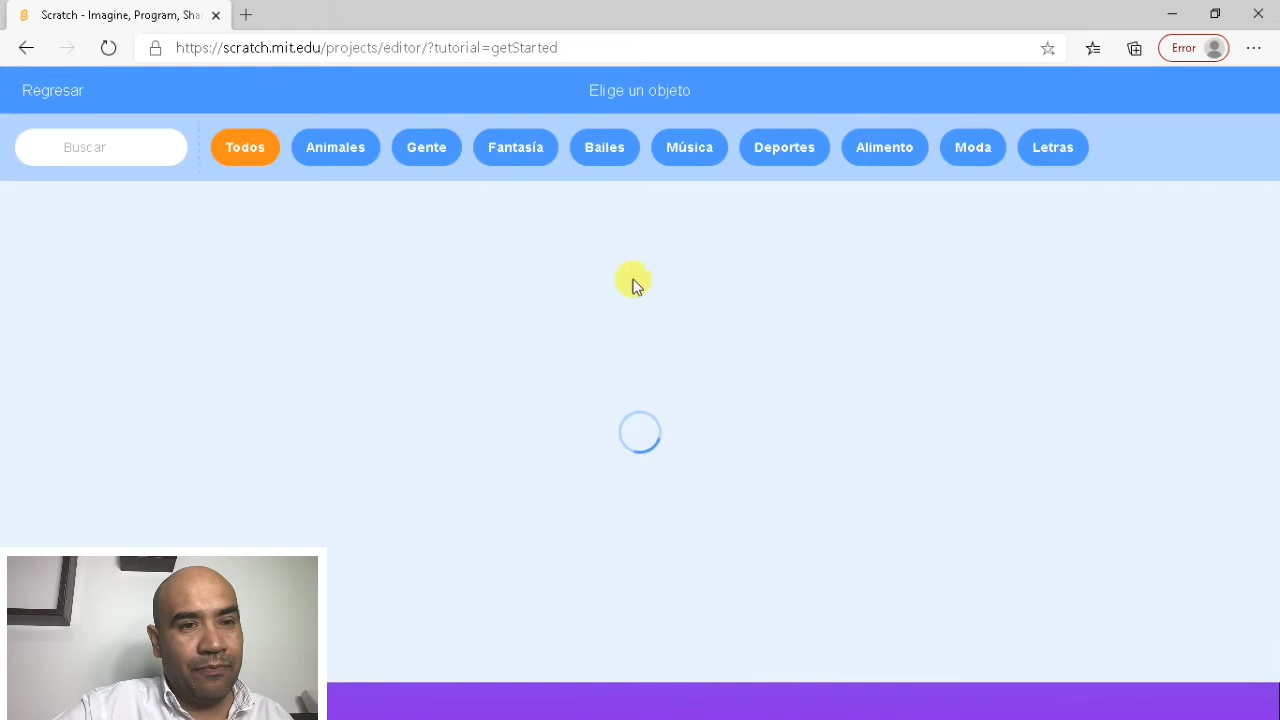 Scratch - Imagine, Program, Sha
https://scratch.mit.edu/projects/editor/?tutorial=getStarted
Error
Regresar
Elige un objeto
Buscar
Todos
Animales
Gente
Fantasía
Bailes
Música
Deportes
Alimento
Moda
Letras